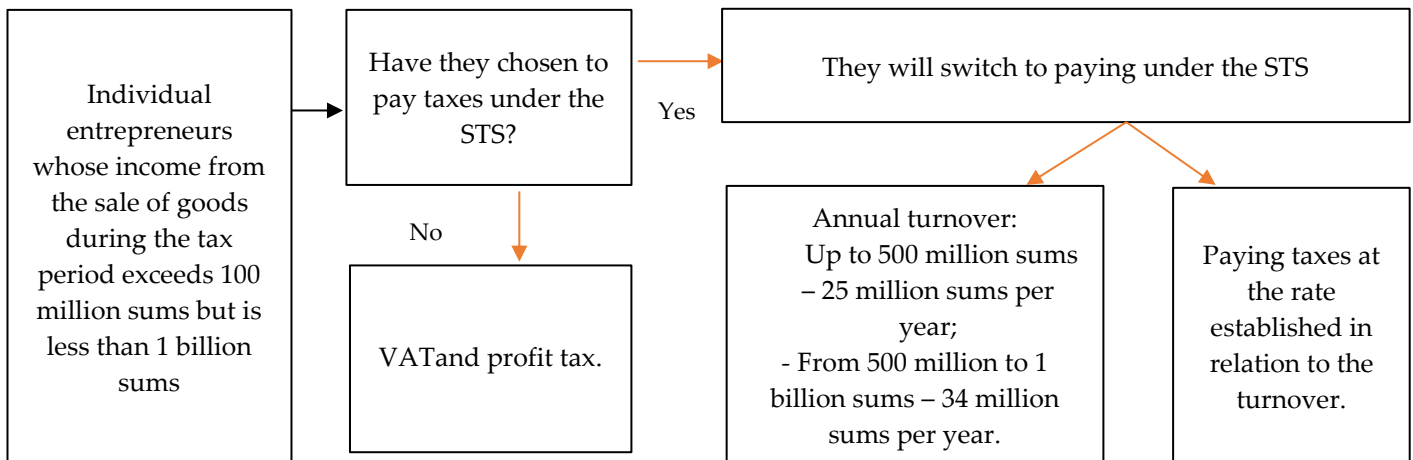 Individual
entrepreneurs
whose income from
the sale of goods
during the tax
period exceeds 100
million sums but is
less than 1 billion
sums
Have they chosen to
pay taxes under the
STS?
Yes
They will switch to paying under the STS
No
VATand profit tax.
Annual turnover:
Up to 500 million sums
– 25 million sums per
year;
- From 500 million to 1
billion sums – 34 million
sums per year.
Paying taxes at
the rate
established in
relation to the
turnover.